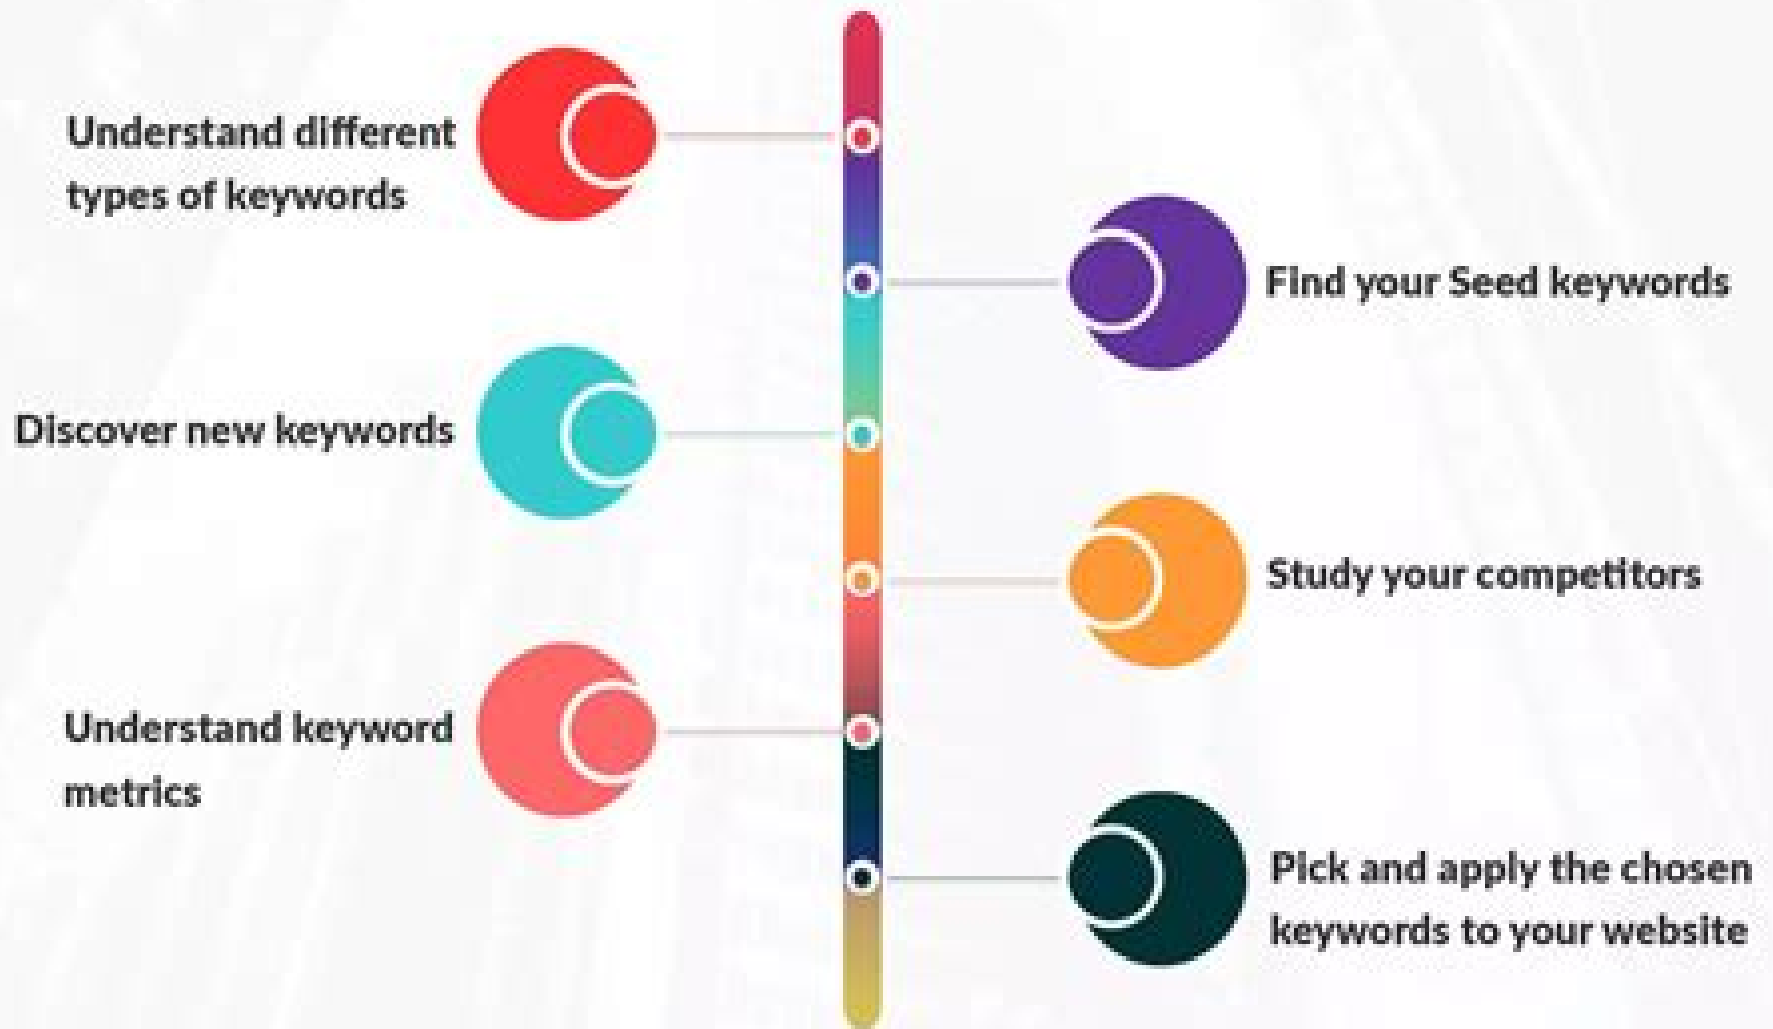 Understand different
types of keywords
Find your Seed keywords
Discover new keywords
Study your competitors
Understand keyword
metrics
Pick and apply the chosen
keywords to your website